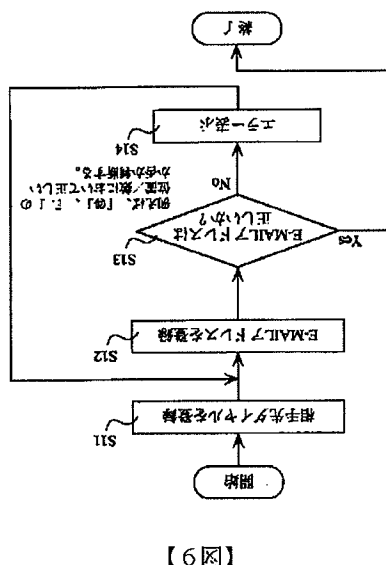 【図9】
開始
S11
相手先ダイヤルを登録
S12
E-MAILアドレスを登録
S13
E-MAILアドレスは
正しいか?
Yes
No
例えば、「@」、「.」の
位置/数において正しい
か否か判断する。
S14
エラー表示
終了